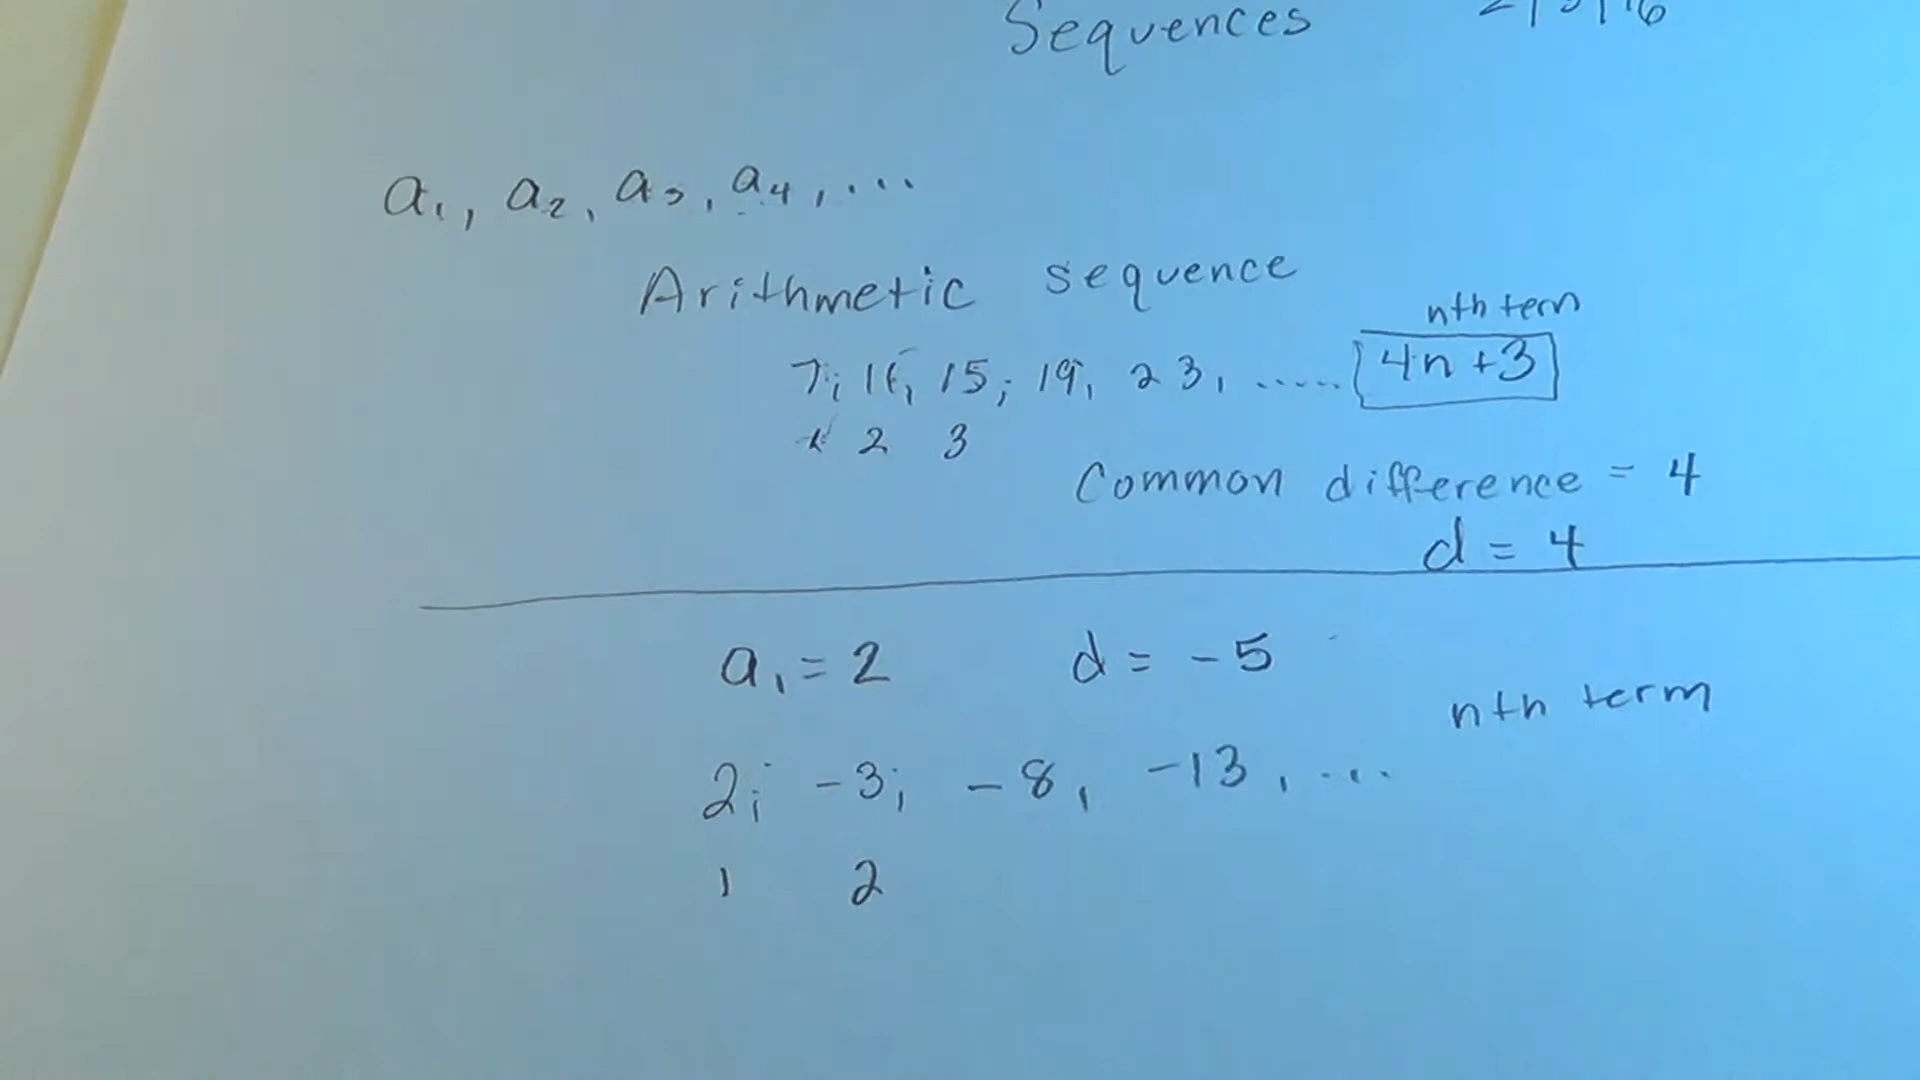 Sequences
a₁, a₂, a₃, a₄, ...
Arithmetic sequence
nth term
7, 11, 15, 19, 23, ..... 4n+3
1 2 3
Common difference = 4
d = 4
a₁ = 2 d = -5
nth term
2, -3, -8, -13, ...
1 2